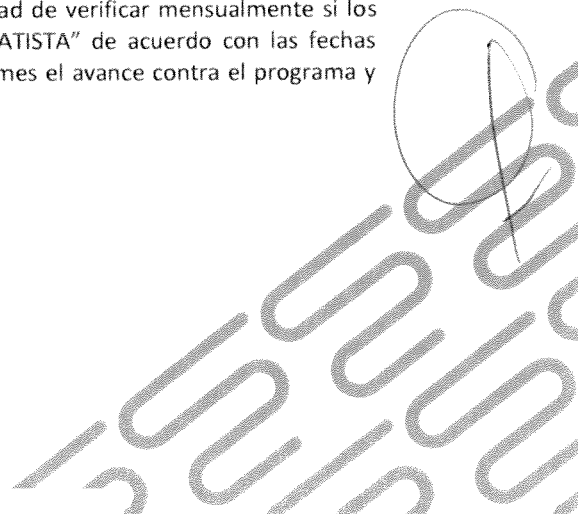 ad de verificar mensualmente si los
ATISTA” de acuerdo con las fechas
mes el avance contra el programa y